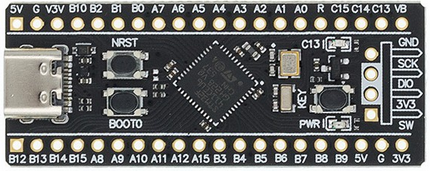 5V G V3V B10 B2 B1 B0 A7 A6 A5 A4 A3 A2 A1 A0 R C15 C14 C13 VB
NRST
C13
GND
SCK
DIO
3V3
SW
KEY
BOOT0
PWR
B12 B13 B14 B15 A8 A9 A10 A11 A12 A15 B3 B4 B5 B6 B7 B8 B9 5V G 3V3